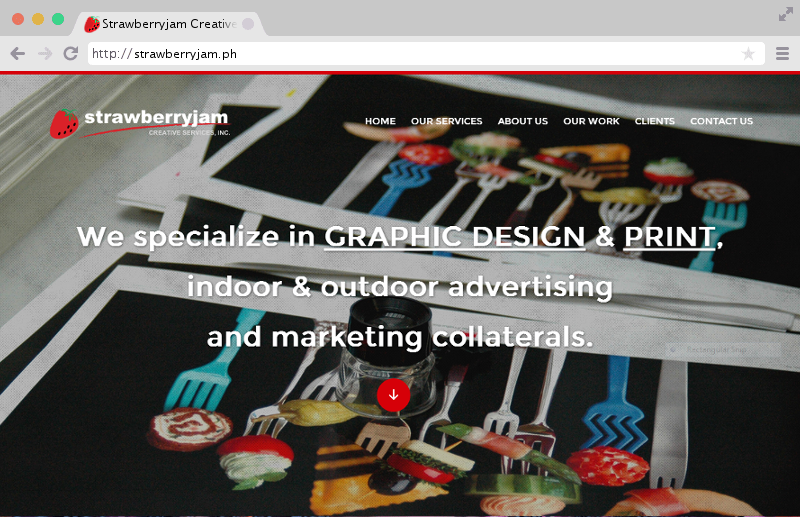 Strawberryjam Creative
http://strawberryjam.ph
strawberryjam
CREATIVE SERVICES, INC.
HOME OUR SERVICES ABOUT US OUR WORK CLIENTS CONTACT US
We specialize in GRAPHIC DESIGN & PRINT,
indoor & outdoor advertising
and marketing collaterals.
Rectangular Snip